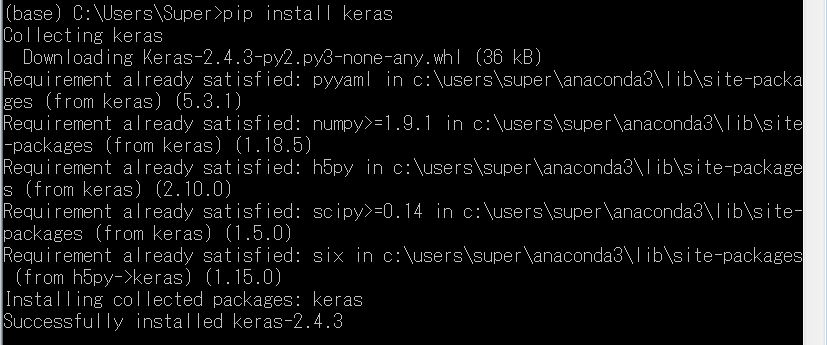 (base) C:\Users\Super>pip install keras
Collecting keras
  Downloading Keras-2.4.3-py2.py3-none-any.whl (36 kB)
Requirement already satisfied: pyyaml in c:\users\super\anaconda3\lib\site-packa
ges (from keras) (5.3.1)
Requirement already satisfied: numpy>=1.9.1 in c:\users\super\anaconda3\lib\site
-packages (from keras) (1.18.5)
Requirement already satisfied: h5py in c:\users\super\anaconda3\lib\site-package
s (from keras) (2.10.0)
Requirement already satisfied: scipy>=0.14 in c:\users\super\anaconda3\lib\site-
packages (from keras) (1.5.0)
Requirement already satisfied: six in c:\users\super\anaconda3\lib\site-packages
 (from h5py->keras) (1.15.0)
Installing collected packages: keras
Successfully installed keras-2.4.3